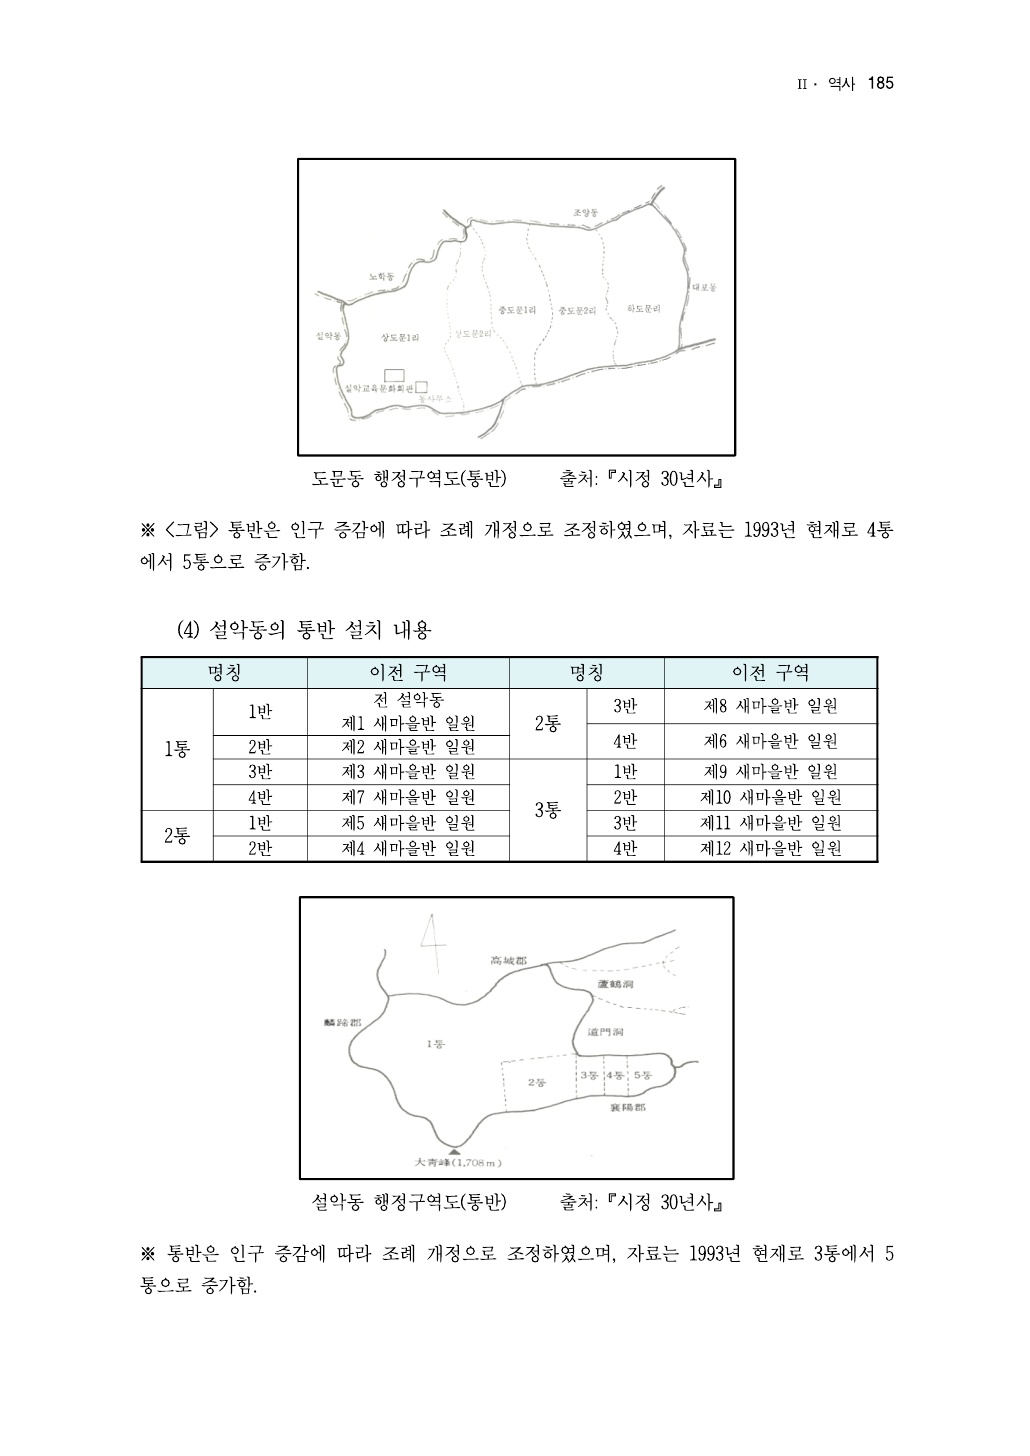 II · 역사 185
조양동
노학동
대포동
중도문1리 중도문2리 하도문리
설악동 상도문1리 상도문2리
설악교육문화회관
동사무소
도문동 행정구역도(통반) 출처:『시정 30년사』
※ <그림> 통반은 인구 증감에 따라 조례 개정으로 조정하였으며, 자료는 1993년 현재로 4통
에서 5통으로 증가함.
(4) 설악동의 통반 설치 내용
명칭 이전 구역 명칭 이전 구역
1통 1반 전 설악동 제1 새마을반 일원 2통 3반 제8 새마을반 일원
2반 제2 새마을반 일원 4반 제6 새마을반 일원
3반 제3 새마을반 일원 3통 1반 제9 새마을반 일원
4반 제7 새마을반 일원 2반 제10 새마을반 일원
2통 1반 제5 새마을반 일원 3반 제11 새마을반 일원
2반 제4 새마을반 일원 4반 제12 새마을반 일원
高城郡
蘆鶴洞
麟蹄郡
道門洞
1통
2통 3통 4통 5통
襄陽郡
大靑峰(1,708m)
설악동 행정구역도(통반) 출처:『시정 30년사』
※ 통반은 인구 증감에 따라 조례 개정으로 조정하였으며, 자료는 1993년 현재로 3통에서 5
통으로 증가함.